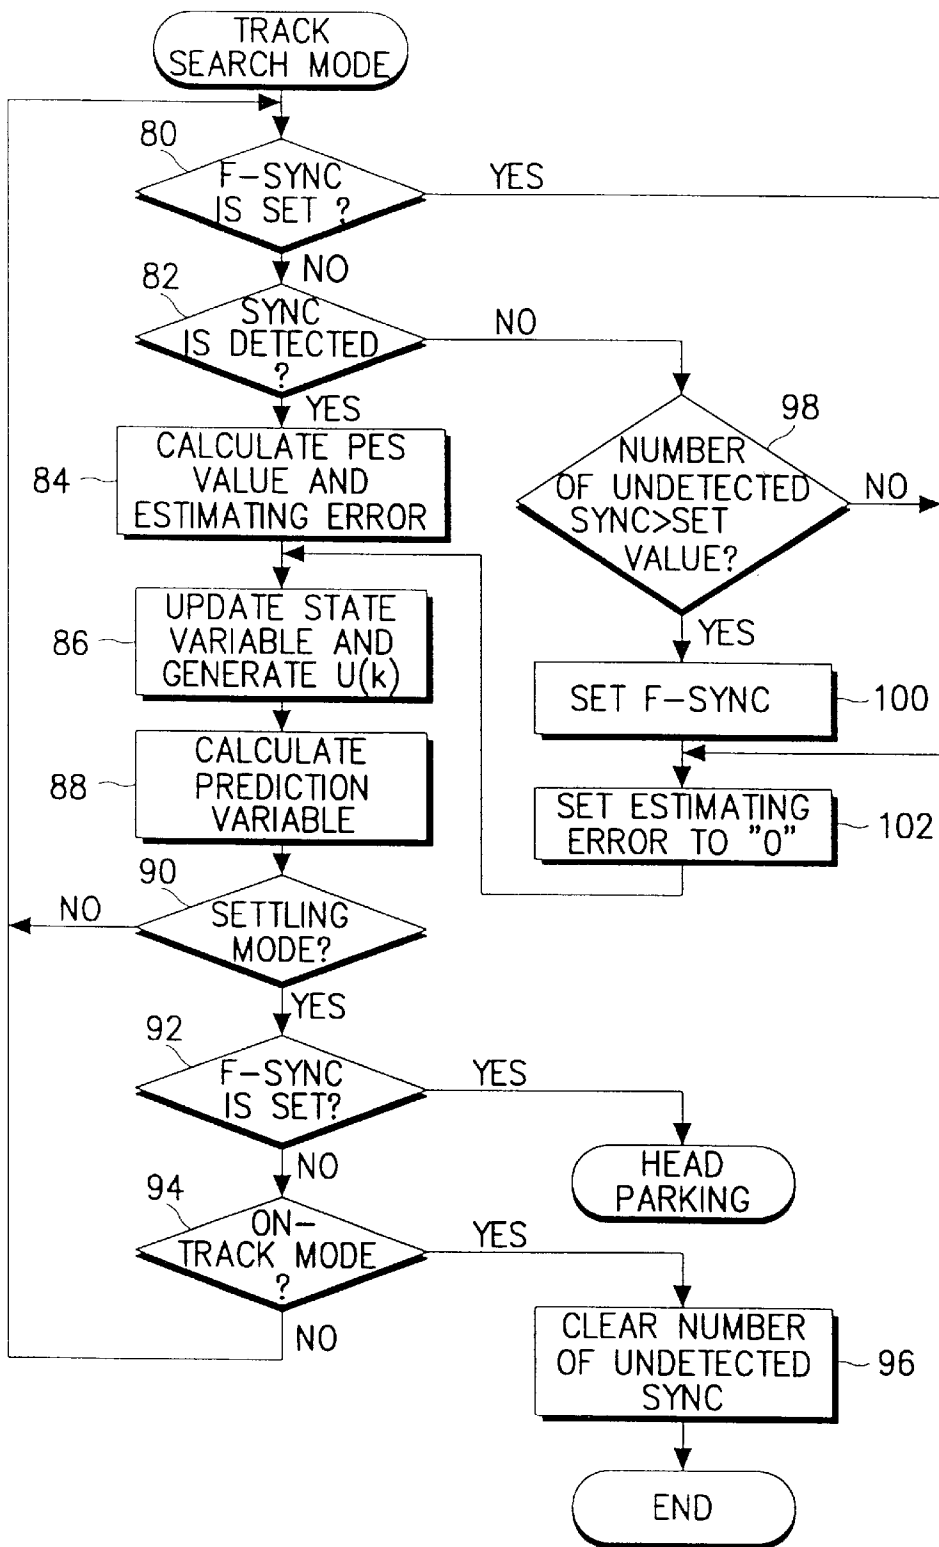 TRACK
SEARCH MODE
80
F-SYNC
IS SET ?
YES
NO
82
SYNC
IS DETECTED
?
NO
YES
84
CALCULATE PES
VALUE AND
ESTIMATING ERROR
98
NUMBER
OF UNDETECTED
SYNC>SET
VALUE?
NO
YES
86
UPDATE STATE
VARIABLE AND
GENERATE U(k)
SET F-SYNC
100
88
CALCULATE
PREDICTION
VARIABLE
SET ESTIMATING
ERROR TO "0"
102
90
NO
SETTLING
MODE?
YES
92
F-SYNC
IS SET?
YES
NO
HEAD
PARKING
94
ON-
TRACK MODE
?
YES
NO
CLEAR NUMBER
OF UNDETECTED
SYNC
96
END